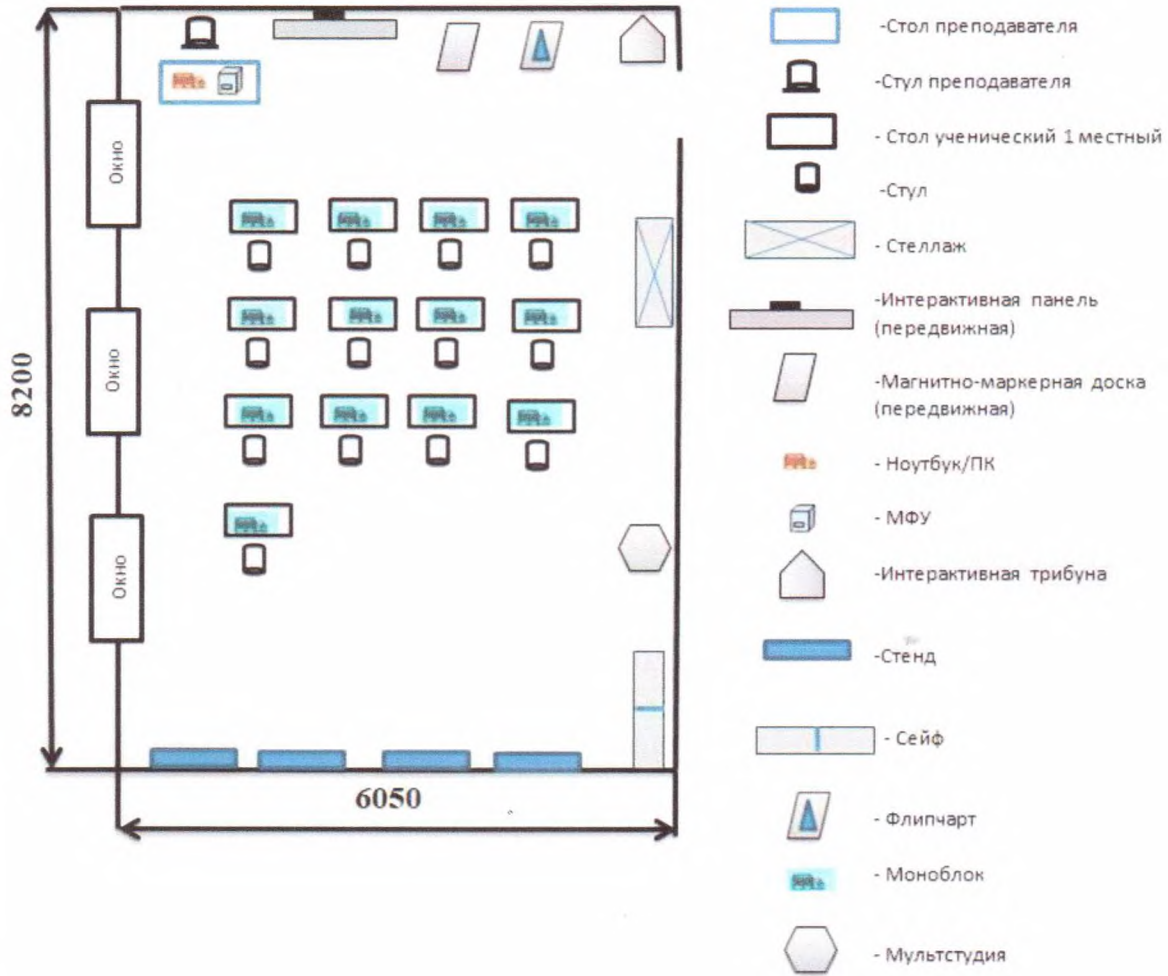 Окно
Окно
Окно
8200
6050
-Стол преподавателя
-Стул преподавателя
- Стол ученический 1 местный
-Стул
- Стеллаж
-Интерактивная панель
(передвижная)
-Магнитно-маркерная доска
(передвижная)
- Ноутбук/ПК
- МФУ
-Интерактивная трибуна
-Стенд
- Сейф
- Флипчарт
- Моноблок
- Мультстудия